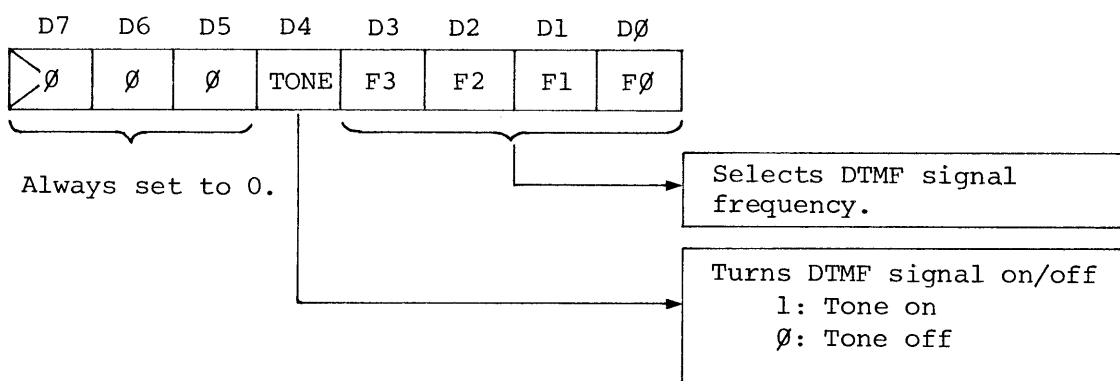 D7 D6 D5 D4 D3 D2 D1 DØ
Ø Ø Ø TONE F3 F2 F1 FØ
Always set to 0.
Selects DTMF signal
frequency.
Turns DTMF signal on/off
1: Tone on
Ø: Tone off